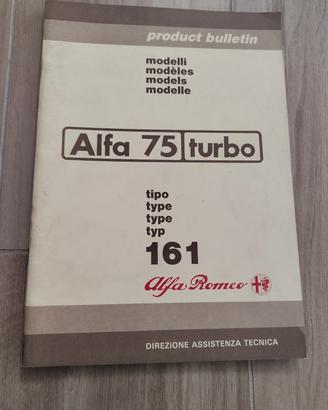 product bulletin
modelli
modèles
models
modelle
Alfa 75 turbo
tipo
type
type
typ
161
Alfa Romeo
DIREZIONE ASSISTENZA TECNICA